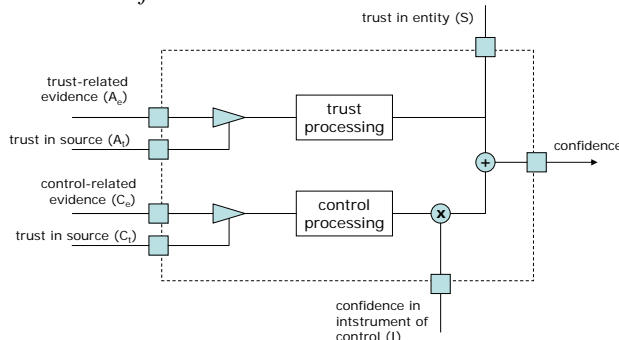 trust in entity (S)
trust-related
evidence (Ae)
trust in source (At)
trust
processing
+
confidence
control-related
evidence (Ce)
trust in source (Ct)
control
processing
x
confidence in
intstrument of
control (I)